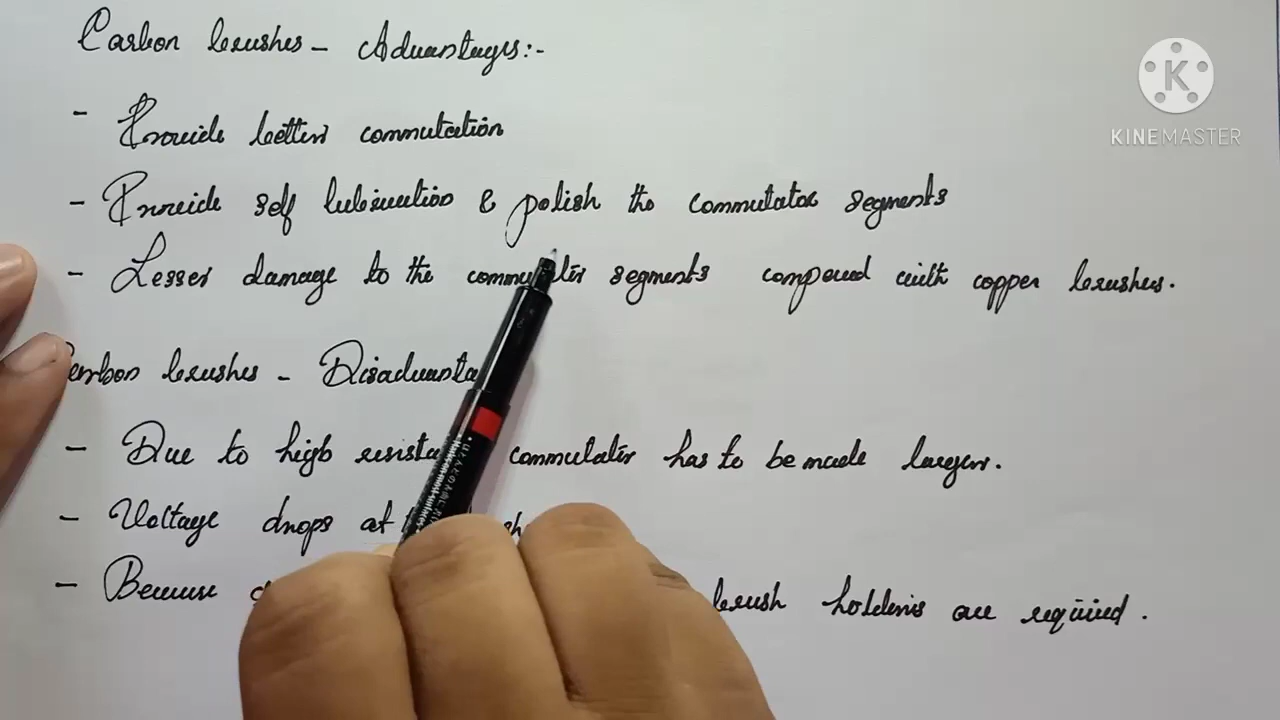 Carbon brushes - Advantages:-
- Provide better commutation
- Provide self lubrication & polish the commutator segments
- Lesser damage to the commutator segments compared with copper brushes.
Carbon brushes - Disadvanta
- Due to high resista commutator has to be made larger.
- Voltage drops at
- Because brush holders are required.
K
KINEMASTER